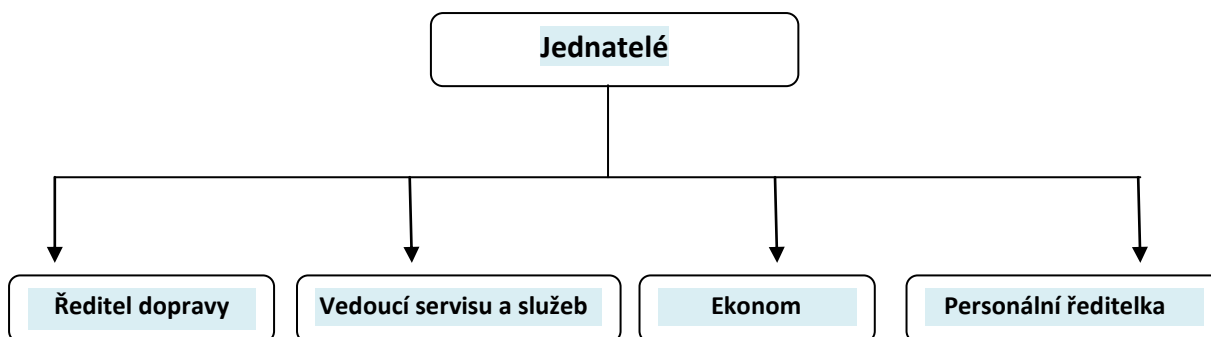 Jednatelé
Ředitel dopravy
Vedoucí servisu a služeb
Ekonom
Personální ředitelka